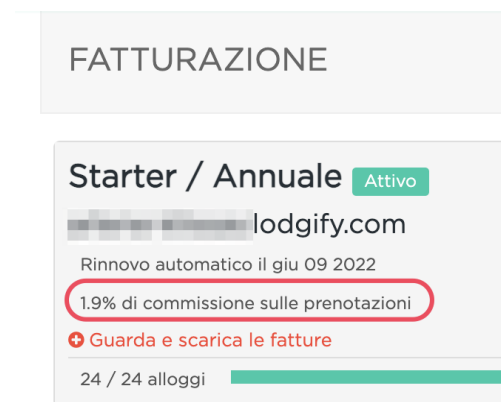 FATTURAZIONE
Starter / Annuale Attivo
lodgify.com
Rinnovo automatico il giu 09 2022
1.9% di commissione sulle prenotazioni
Guarda e scarica le fatture
24 / 24 alloggi